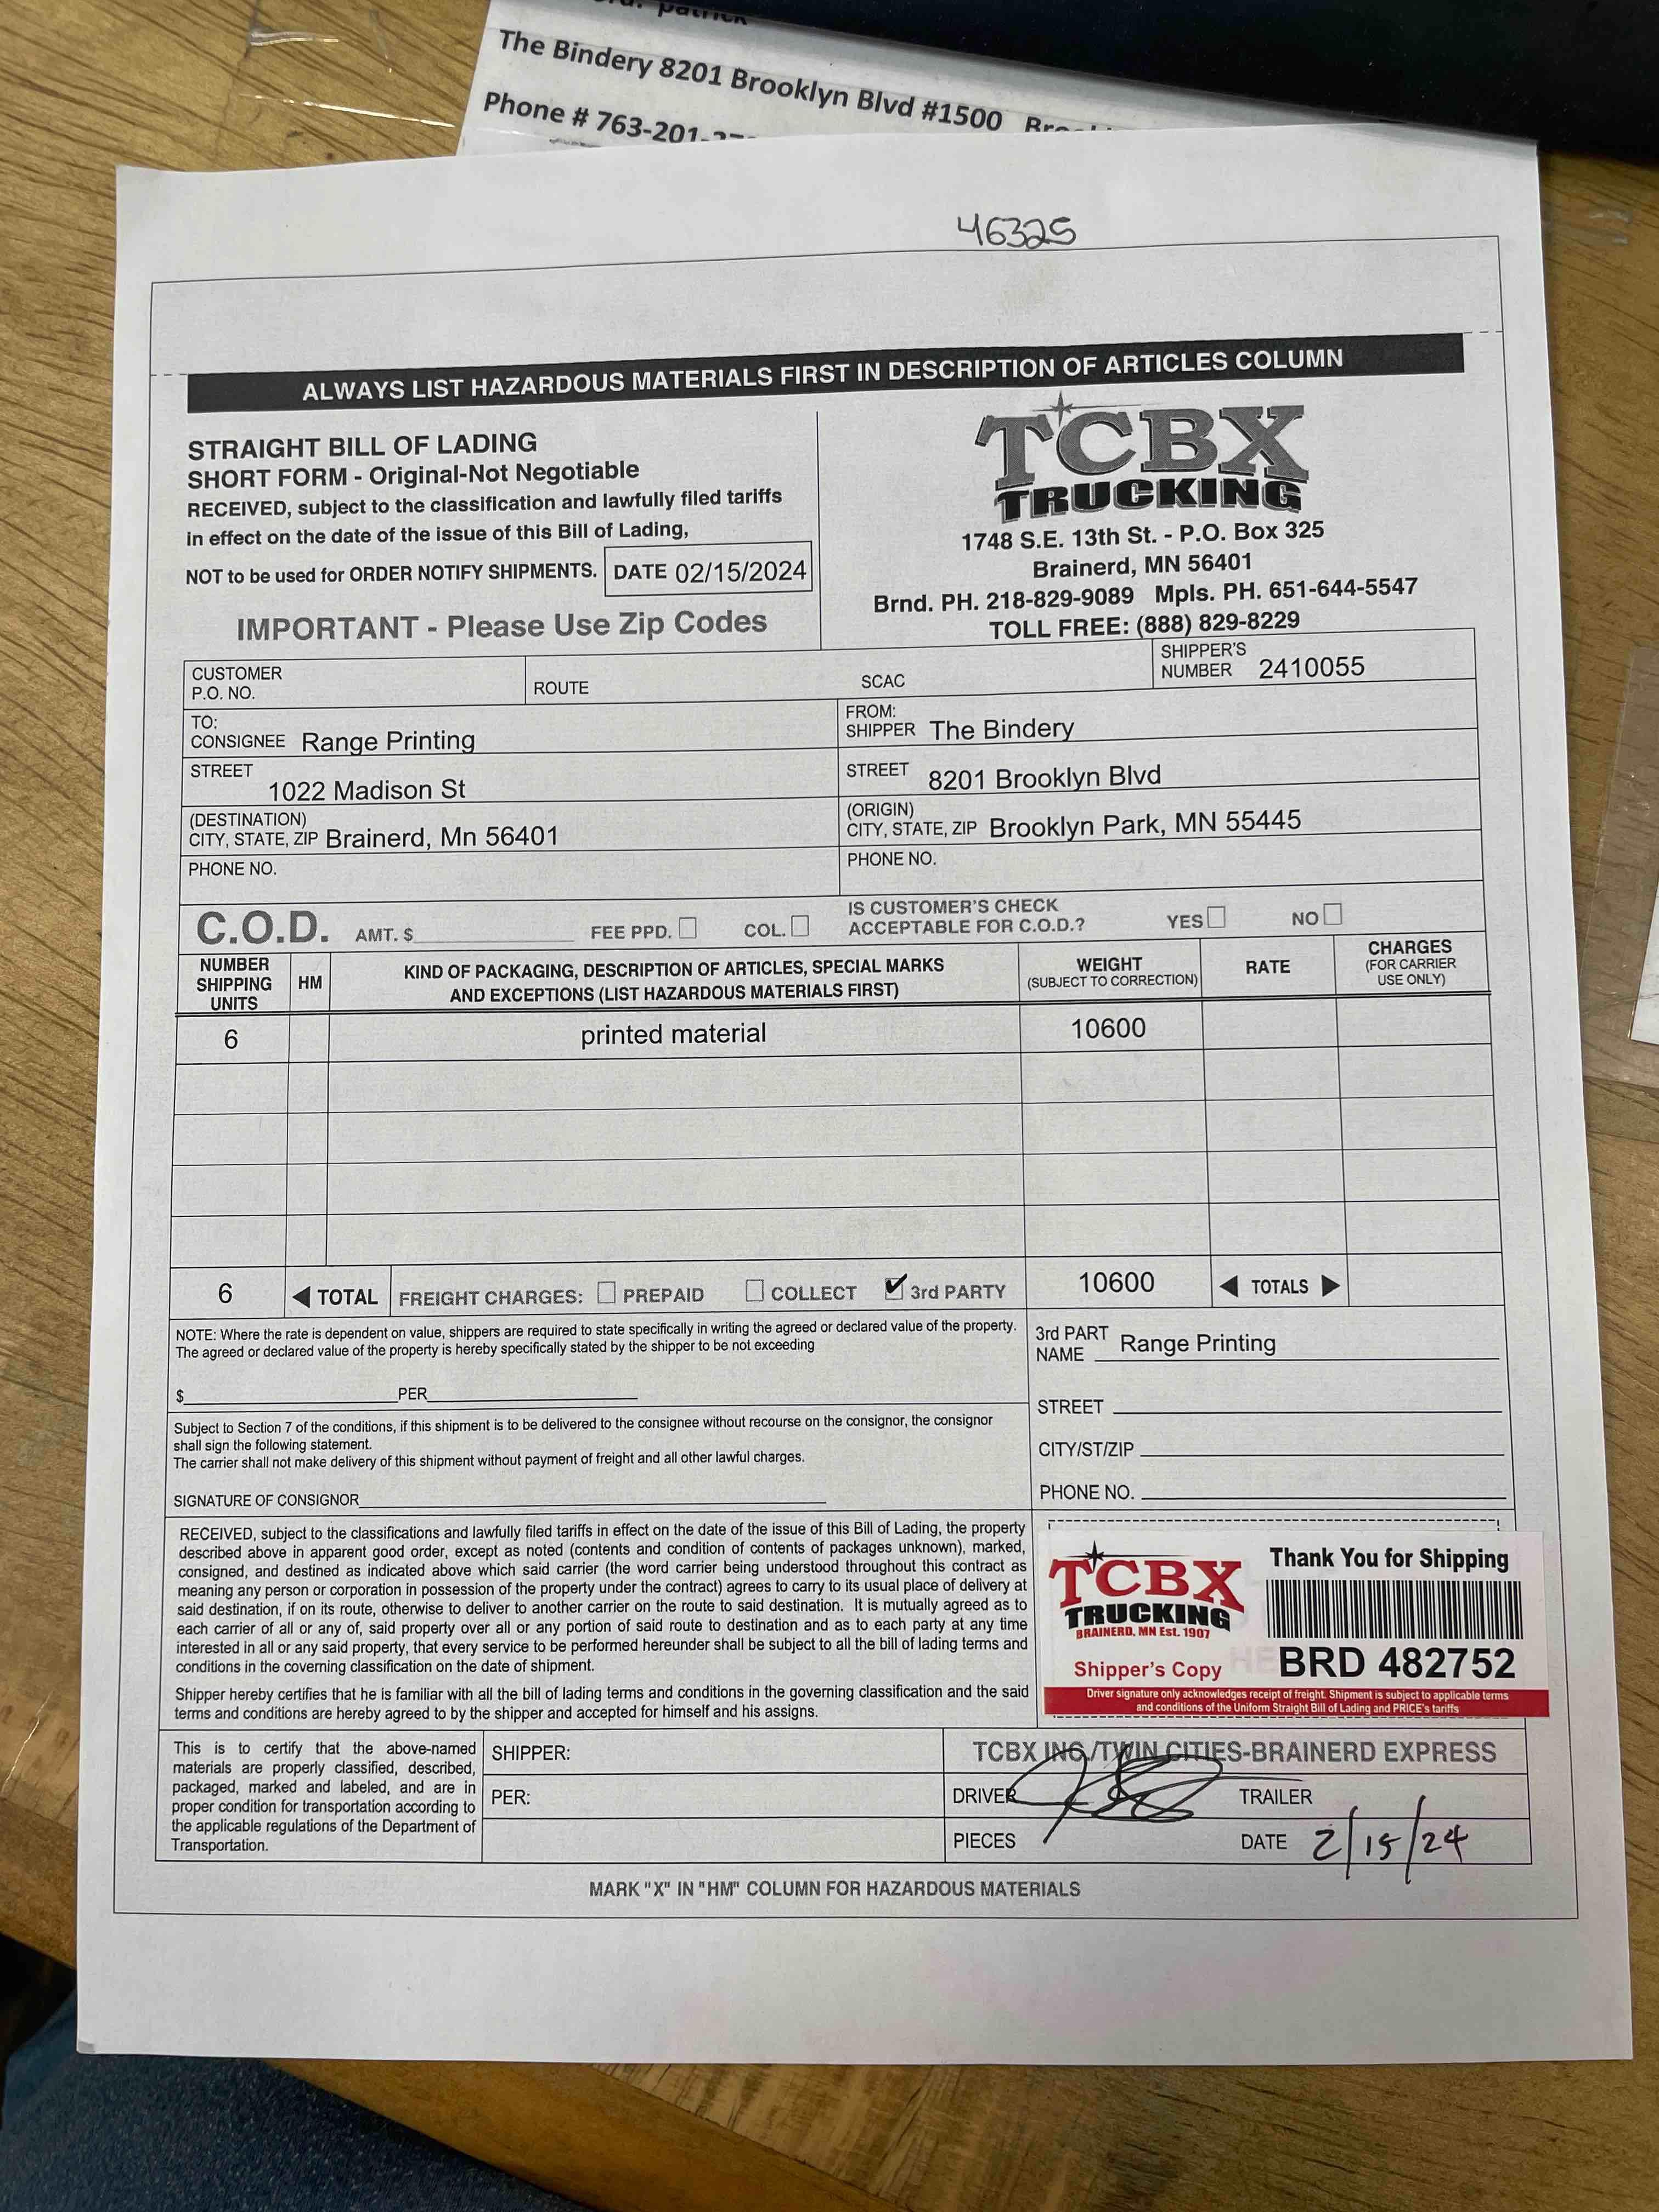 patrick
The Bindery 8201 Brooklyn Blvd #1500
Phone # 763-201-
46325
ALWAYS LIST HAZARDOUS MATERIALS FIRST IN DESCRIPTION OF ARTICLES COLUMN
STRAIGHT BILL OF LADING
SHORT FORM - Original-Not Negotiable
RECEIVED, subject to the classification and lawfully filed tariffs
in effect on the date of the issue of this Bill of Lading,
NOT to be used for ORDER NOTIFY SHIPMENTS. DATE 02/15/2024
IMPORTANT - Please Use Zip Codes
TCBX
TRUCKING
1748 S.E. 13th St. - P.O. Box 325
Brainerd, MN 56401
Brnd. PH. 218-829-9089 Mpls. PH. 651-644-5547
TOLL FREE: (888) 829-8229
CUSTOMER
P.O. NO.
ROUTE
SCAC
SHIPPER'S
NUMBER 2410055
TO:
CONSIGNEE Range Printing
FROM:
SHIPPER The Bindery
STREET
1022 Madison St
STREET 8201 Brooklyn Blvd
(DESTINATION)
CITY, STATE, ZIP Brainerd, Mn 56401
(ORIGIN)
CITY, STATE, ZIP Brooklyn Park, MN 55445
PHONE NO.
PHONE NO.
C.O.D. AMT. $ FEE PPD. COL.
IS CUSTOMER'S CHECK
ACCEPTABLE FOR C.O.D.? YES NO
NUMBER
SHIPPING
UNITS
HM
KIND OF PACKAGING, DESCRIPTION OF ARTICLES, SPECIAL MARKS
AND EXCEPTIONS (LIST HAZARDOUS MATERIALS FIRST)
WEIGHT
(SUBJECT TO CORRECTION)
RATE
CHARGES
(FOR CARRIER
USE ONLY)
6 printed material 10600
6 ◀ TOTAL FREIGHT CHARGES: PREPAID COLLECT ✔ 3rd PARTY 10600 ◀ TOTALS ▶
NOTE: Where the rate is dependent on value, shippers are required to state specifically in writing the agreed or declared value of the property.
The agreed or declared value of the property is hereby specifically stated by the shipper to be not exceeding
$ PER
3rd PART
NAME Range Printing
STREET
CITY/ST/ZIP
PHONE NO.
Subject to Section 7 of the conditions, if this shipment is to be delivered to the consignee without recourse on the consignor, the consignor
shall sign the following statement.
The carrier shall not make delivery of this shipment without payment of freight and all other lawful charges.
SIGNATURE OF CONSIGNOR
RECEIVED, subject to the classifications and lawfully filed tariffs in effect on the date of the issue of this Bill of Lading, the property
described above in apparent good order, except as noted (contents and condition of contents of packages unknown), marked,
consigned, and destined as indicated above which said carrier (the word carrier being understood throughout this contract as
meaning any person or corporation in possession of the property under the contract) agrees to carry to its usual place of delivery at
said destination, if on its route, otherwise to deliver to another carrier on the route to said destination. It is mutually agreed as to
each carrier of all or any of, said property over all or any portion of said route to destination and as to each party at any time
interested in all or any said property, that every service to be performed hereunder shall be subject to all the bill of lading terms and
conditions in the coverning classification on the date of shipment.
Shipper hereby certifies that he is familiar with all the bill of lading terms and conditions in the governing classification and the said
terms and conditions are hereby agreed to by the shipper and accepted for himself and his assigns.
TCBX
TRUCKING
BRAINERD, MN Est. 1907
Shipper's Copy
Thank You for Shipping
BRD 482752
Driver signature only acknowledges receipt of freight. Shipment is subject to applicable terms
and conditions of the Uniform Straight Bill of Lading and PRICE's tariffs
This is to certify that the above-named
materials are properly classified, described,
packaged, marked and labeled, and are in
proper condition for transportation according to
the applicable regulations of the Department of
Transportation.
SHIPPER:
PER:
TCBX INC./TWIN CITIES-BRAINERD EXPRESS
DRIVER TRAILER
PIECES DATE 2/15/24
MARK "X" IN "HM" COLUMN FOR HAZARDOUS MATERIALS